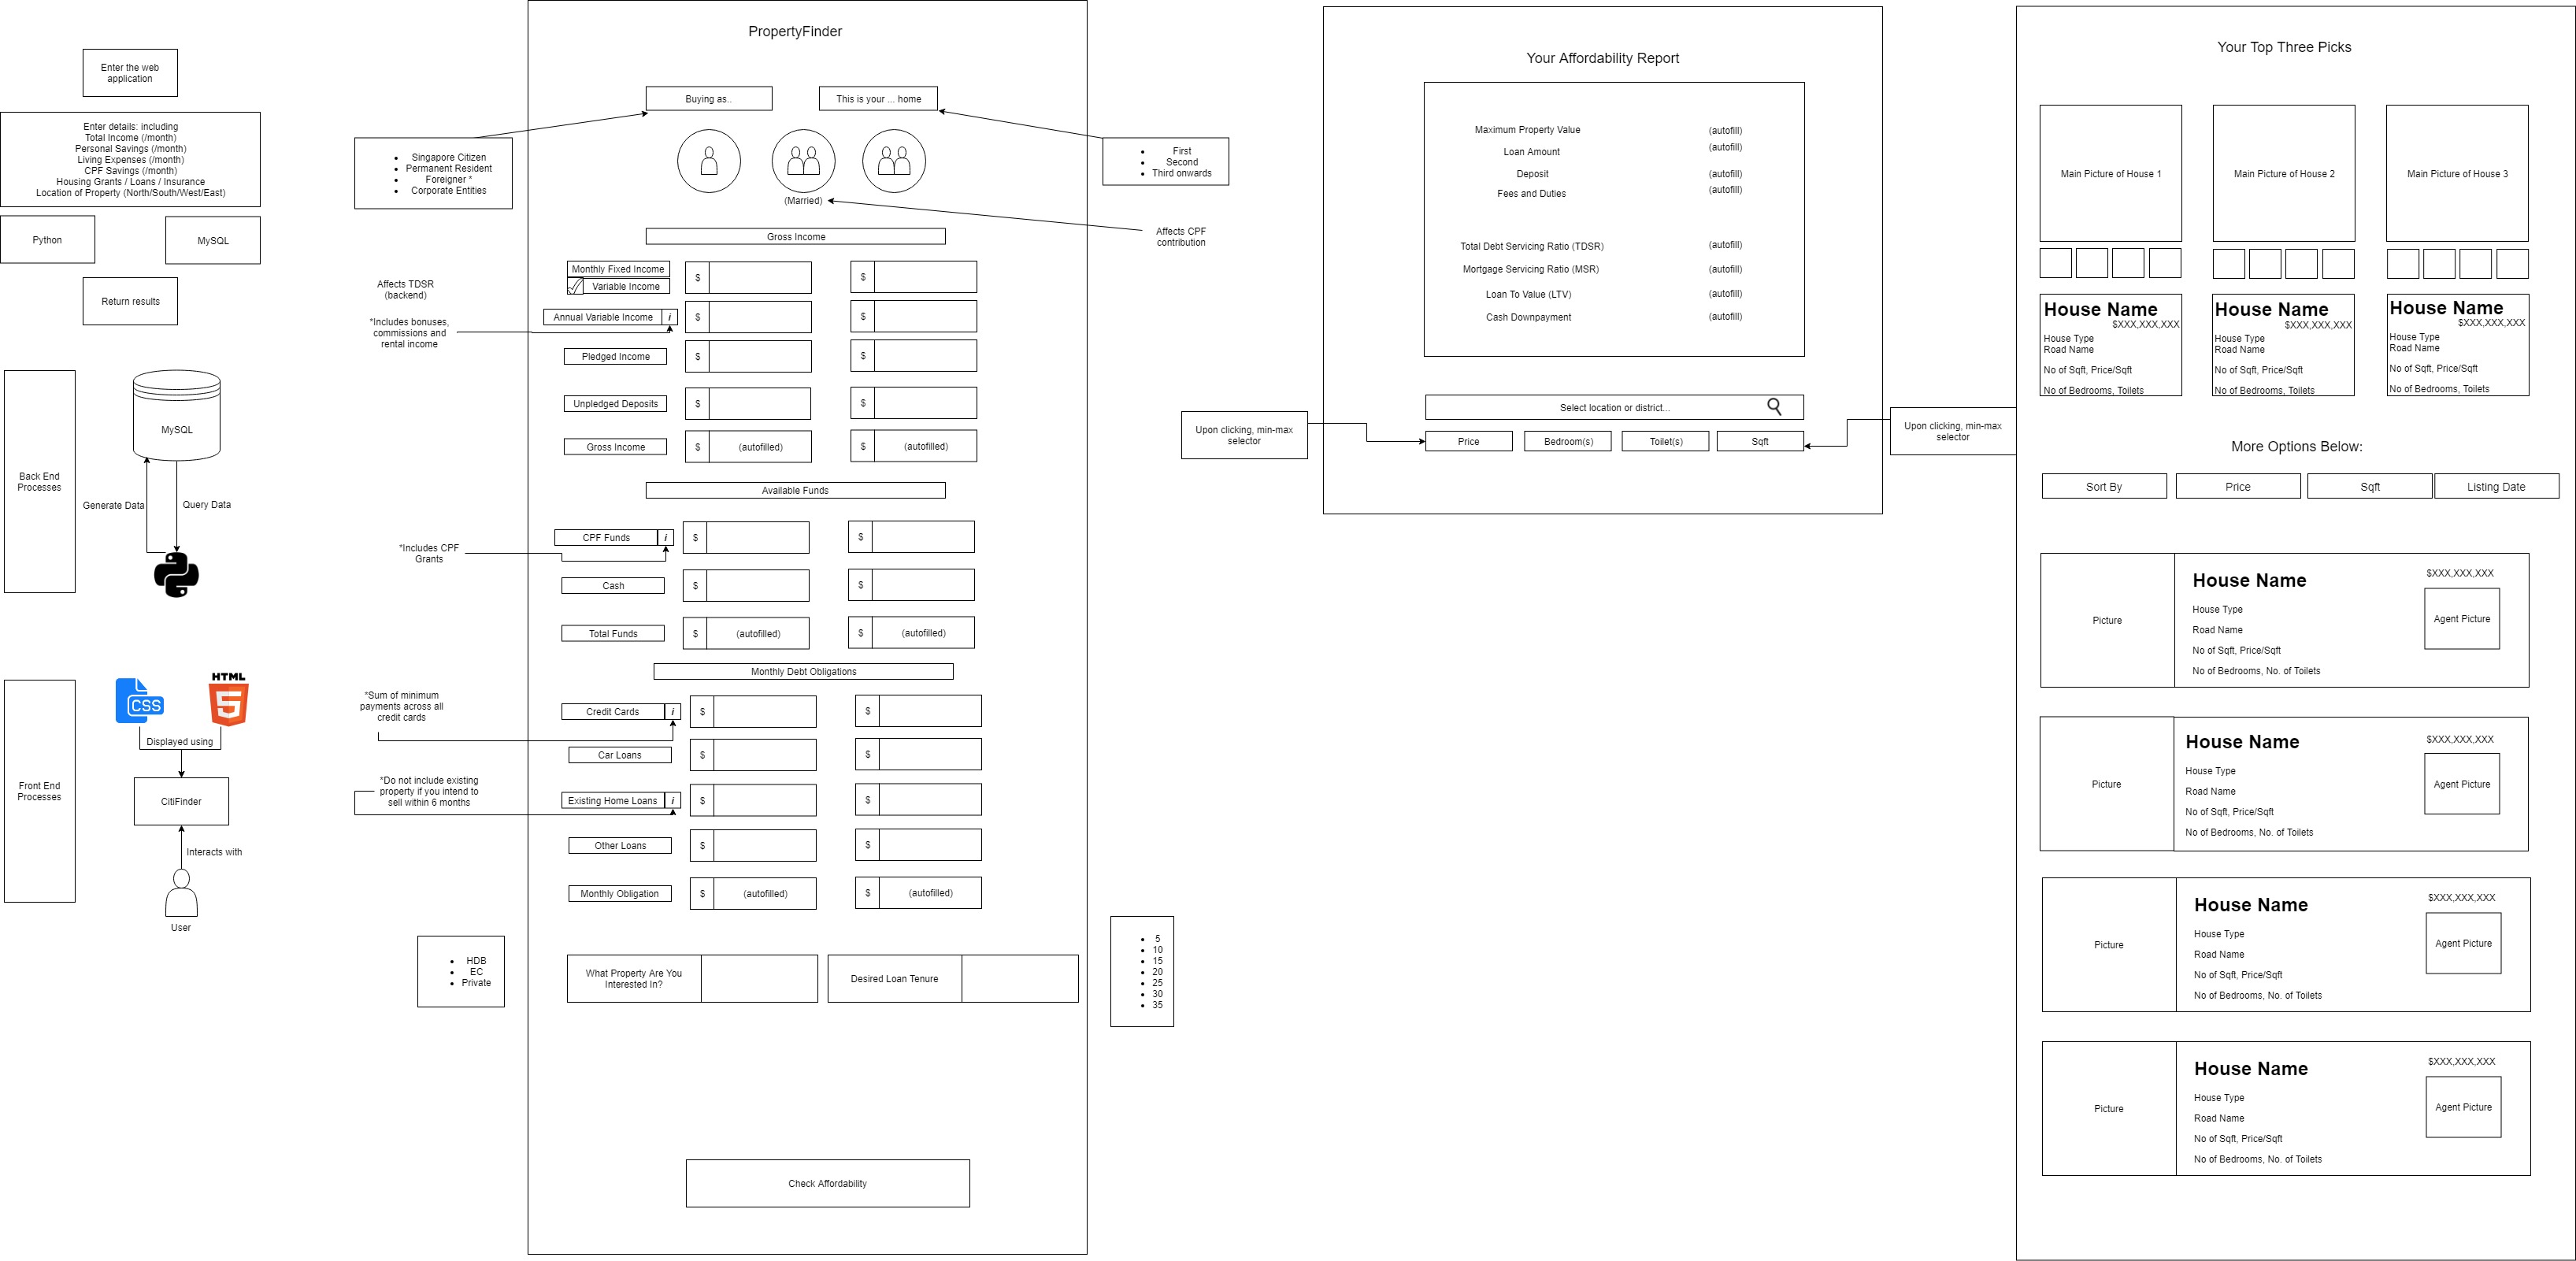 Enter the web
application
Enter details: including
Total Income (/month)
Personal Savings (/month)
Living Expenses (/month)
CPF Savings (/month)
Housing Grants / Loans / Insurance
Location of Property (North/South/West/East)
Python
MySQL
Return results
Back End
Processes
MySQL
Generate Data
Query Data
Front End
Processes
CSS
HTML
5
Displayed using
CitiFinder
Interacts with
User
PropertyFinder
Buying as..
This is your ... home
• Singapore Citizen
• Permanent Resident
• Foreigner *
• Corporate Entities
• First
• Second
• Third onwards
(Married)
Affects CPF
contribution
Gross Income
Affects TDSR
(backend)
*Includes bonuses,
commissions and
rental income
Monthly Fixed Income
Variable Income
$
$
Annual Variable Income
i
$
$
Pledged Income
$
$
Unpledged Deposits
$
$
Gross Income
$
(autofilled)
$
(autofilled)
Available Funds
*Includes CPF
Grants
CPF Funds
i
$
$
Cash
$
$
Total Funds
$
(autofilled)
$
(autofilled)
Monthly Debt Obligations
*Sum of minimum
payments across all
credit cards
Credit Cards
i
$
$
Car Loans
$
$
*Do not include existing
property if you intend to
sell within 6 months
Existing Home Loans
i
$
$
Other Loans
$
$
Monthly Obligation
$
(autofilled)
$
(autofilled)
• HDB
• EC
• Private
What Property Are You
Interested In?
Desired Loan Tenure
• 5
• 10
• 15
• 20
• 25
• 30
• 35
Check Affordability
Your Affordability Report
Maximum Property Value
(autofill)
Loan Amount
(autofill)
Deposit
(autofill)
Fees and Duties
(autofill)
Total Debt Servicing Ratio (TDSR)
(autofill)
Mortgage Servicing Ratio (MSR)
(autofill)
Loan To Value (LTV)
(autofill)
Cash Downpayment
(autofill)
Select location or district...
Upon clicking, min-max
selector
Price
Bedroom(s)
Toilet(s)
Sqft
Upon clicking, min-max
selector
Your Top Three Picks
Main Picture of House 1
Main Picture of House 2
Main Picture of House 3
House Name
$XXX,XXX,XXX
House Type
Road Name
No of Sqft, Price/Sqft
No of Bedrooms, Toilets
House Name
$XXX,XXX,XXX
House Type
Road Name
No of Sqft, Price/Sqft
No of Bedrooms, Toilets
House Name
$XXX,XXX,XXX
House Type
Road Name
No of Sqft, Price/Sqft
No of Bedrooms, Toilets
More Options Below:
Sort By
Price
Sqft
Listing Date
Picture
House Name
House Type
Road Name
No of Sqft, Price/Sqft
No of Bedrooms, No. of Toilets
$XXX,XXX,XXX
Agent Picture
Picture
House Name
House Type
Road Name
No of Sqft, Price/Sqft
No of Bedrooms, No. of Toilets
$XXX,XXX,XXX
Agent Picture
Picture
House Name
House Type
Road Name
No of Sqft, Price/Sqft
No of Bedrooms, No. of Toilets
$XXX,XXX,XXX
Agent Picture
Picture
House Name
House Type
Road Name
No of Sqft, Price/Sqft
No of Bedrooms, No. of Toilets
$XXX,XXX,XXX
Agent Picture